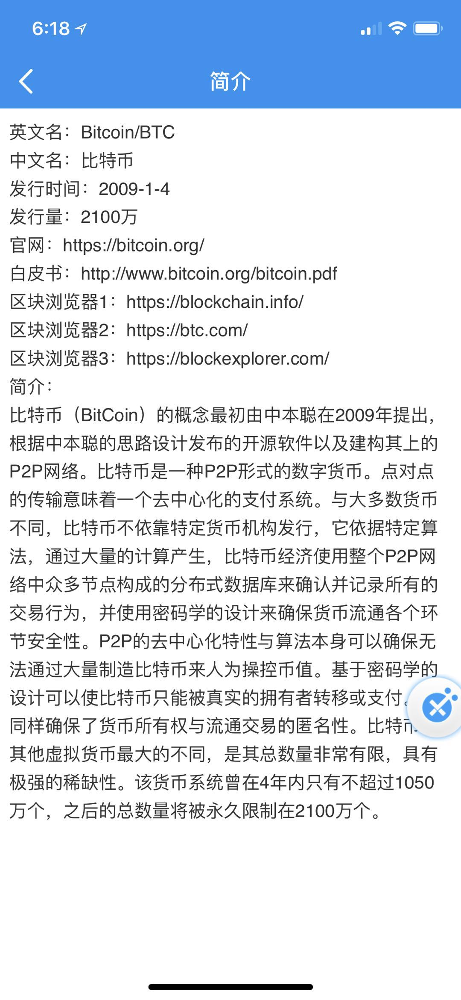 6:18
简介
英文名：Bitcoin/BTC
中文名：比特币
发行时间：2009-1-4
发行量：2100万
官网：https://bitcoin.org/
白皮书：http://www.bitcoin.org/bitcoin.pdf
区块浏览器1：https://blockchain.info/
区块浏览器2：https://btc.com/
区块浏览器3：https://blockexplorer.com/
简介：
比特币（BitCoin）的概念最初由中本聪在2009年提出，
根据中本聪的思路设计发布的开源软件以及建构其上的
P2P网络。比特币是一种P2P形式的数字货币。点对点
的传输意味着一个去中心化的支付系统。与大多数货币
不同，比特币不依靠特定货币机构发行，它依据特定算
法，通过大量的计算产生，比特币经济使用整个P2P网
络中众多节点构成的分布式数据库来确认并记录所有的
交易行为，并使用密码学的设计来确保货币流通各个环
节安全性。P2P的去中心化特性与算法本身可以确保无
法通过大量制造比特币来人为操控币值。基于密码学的
设计可以使比特币只能被真实的拥有者转移或支付。
同样确保了货币所有权与流通交易的匿名性。比特币
其他虚拟货币最大的不同，是其总数量非常有限，具有
极强的稀缺性。该货币系统曾在4年内只有不超过1050
万个，之后的总数量将被永久限制在2100万个。